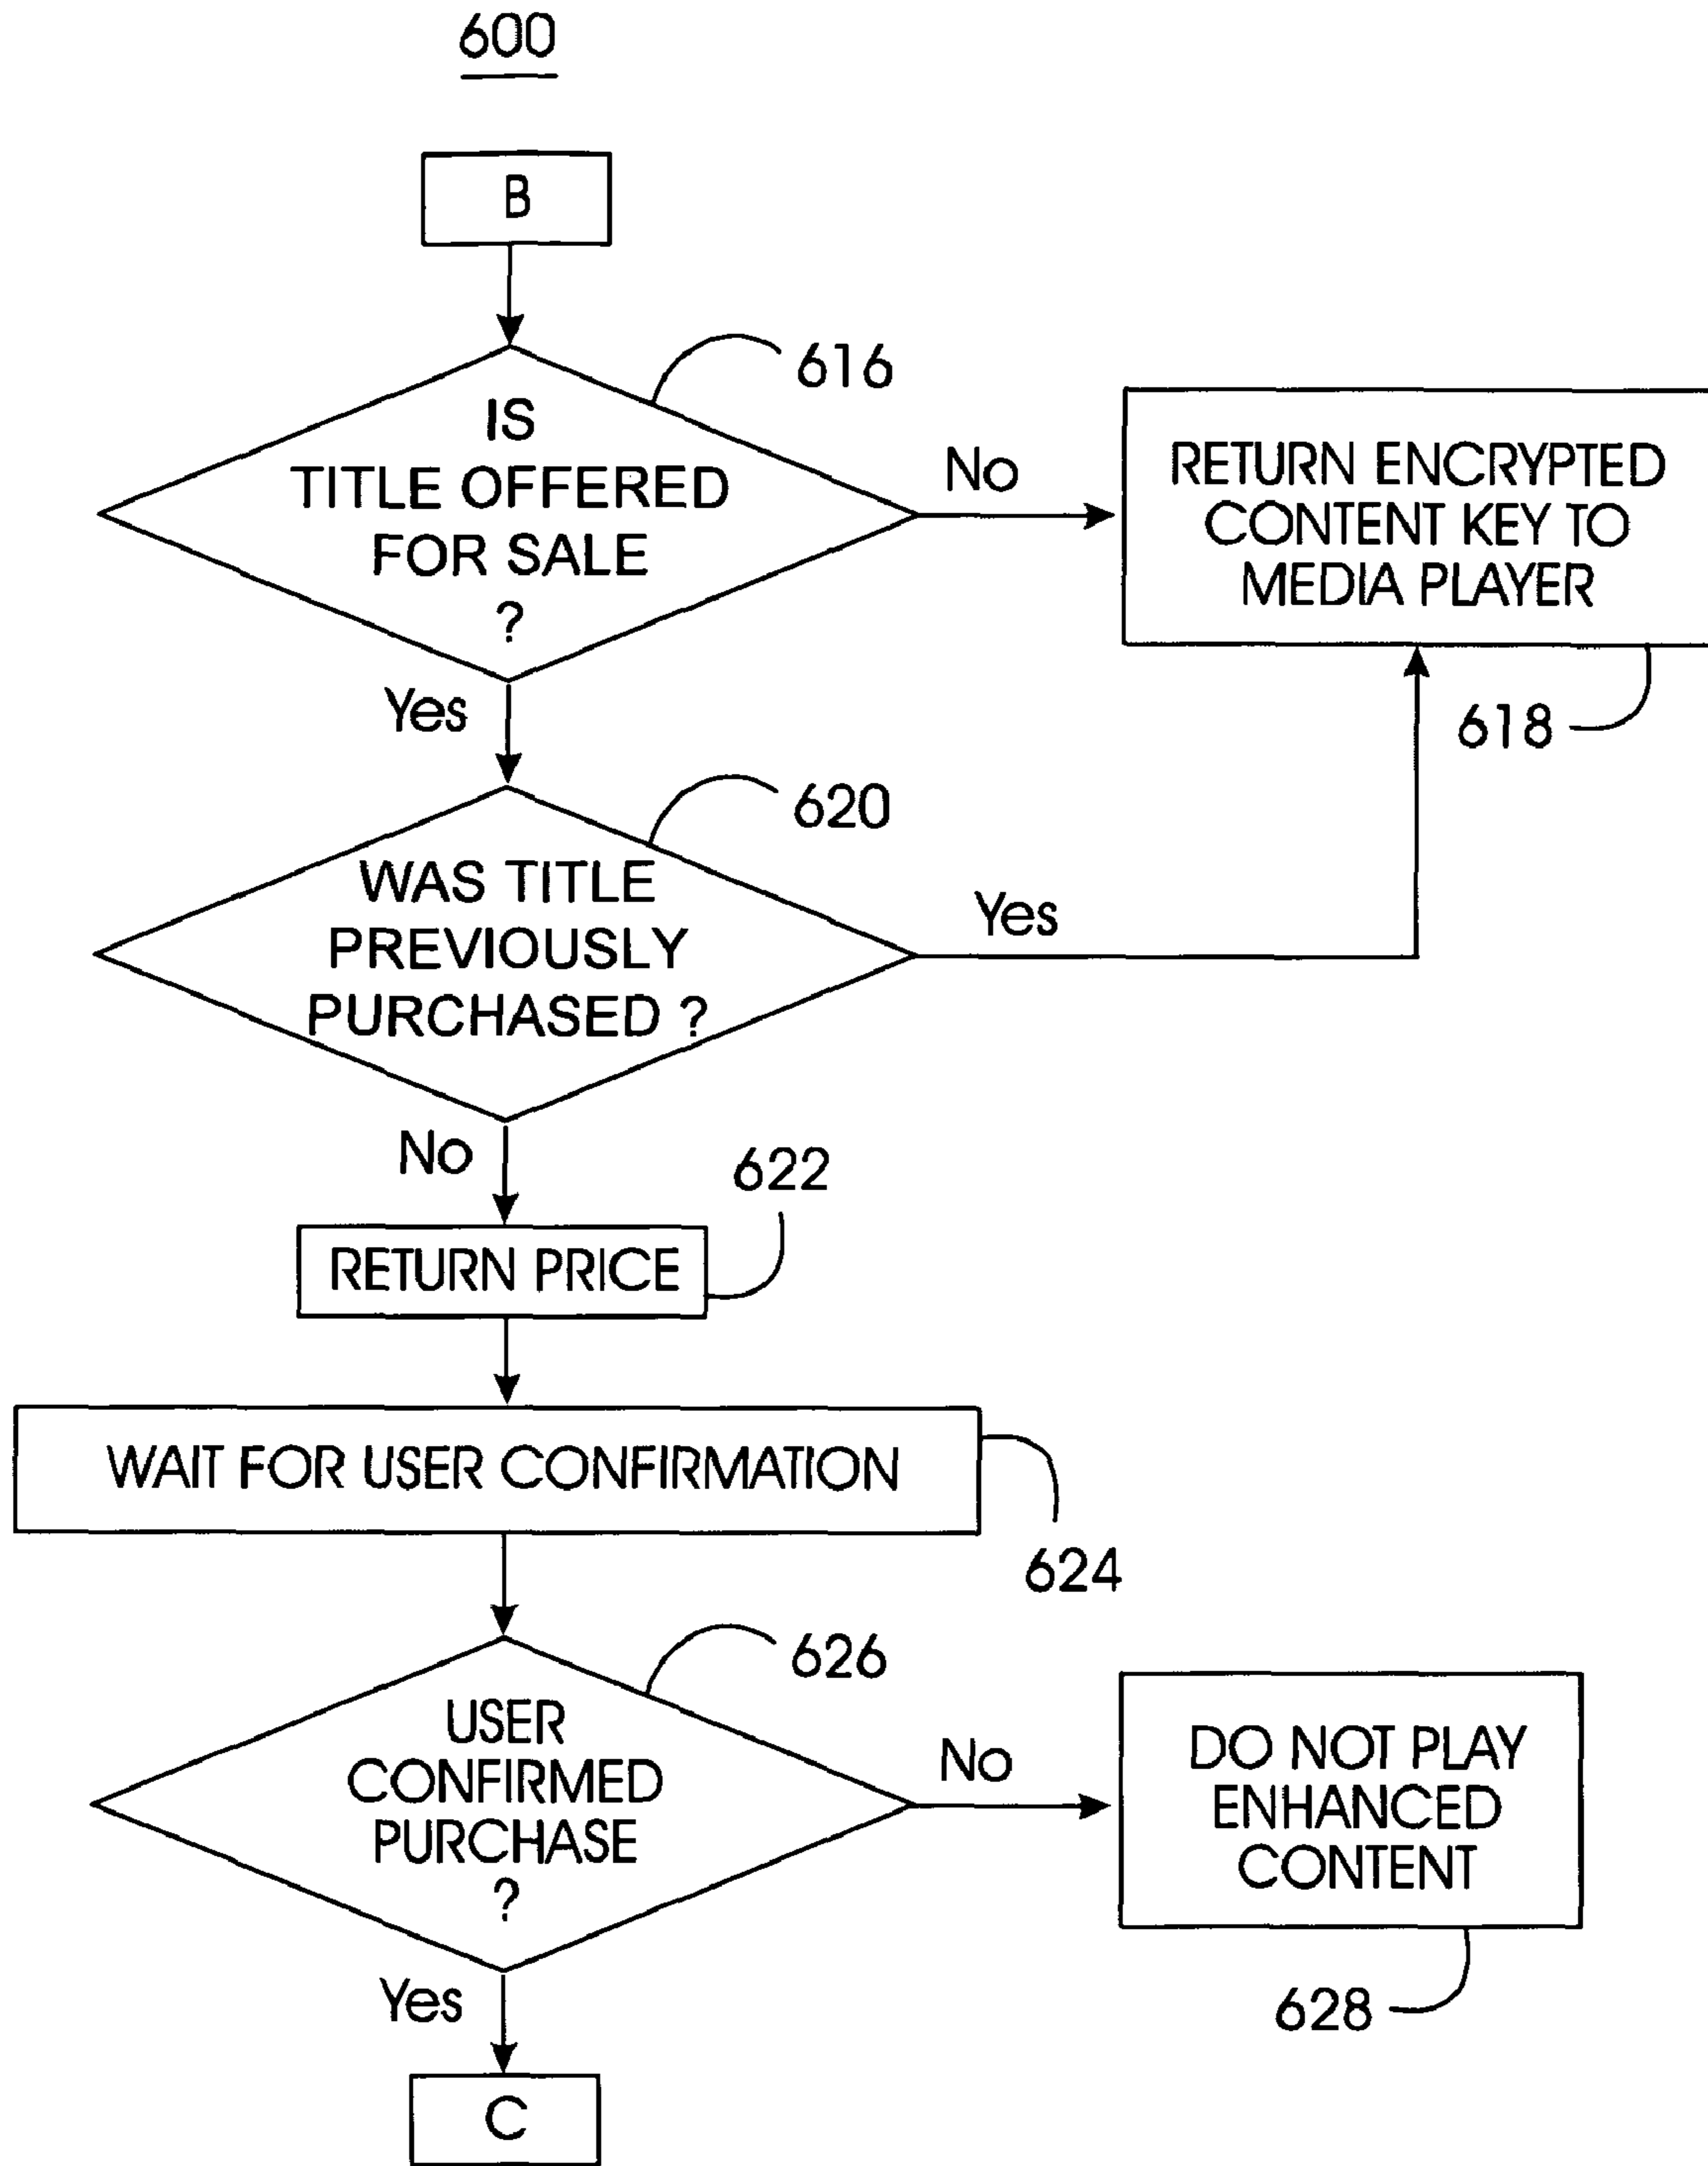 600
B
616
IS
TITLE OFFERED
FOR SALE
?
No
RETURN ENCRYPTED
CONTENT KEY TO
MEDIA PLAYER
618
Yes
620
WAS TITLE
PREVIOUSLY
PURCHASED ?
Yes
No
622
RETURN PRICE
WAIT FOR USER CONFIRMATION
624
626
USER
CONFIRMED
PURCHASE
?
No
DO NOT PLAY
ENHANCED
CONTENT
628
Yes
C